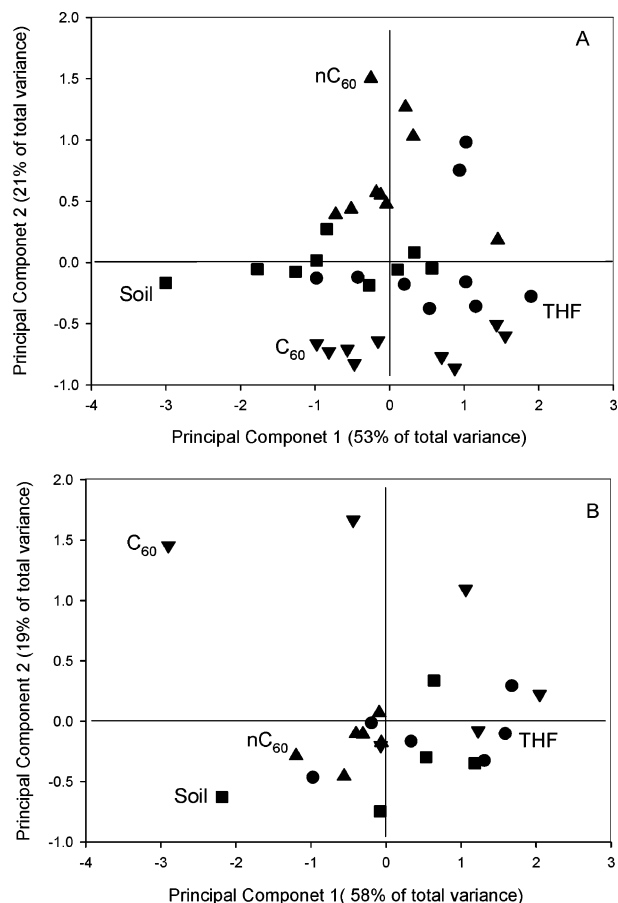 A
Principal Componet 2 (21% of total variance)
2.0
1.5
1.0
0.5
0.0
-0.5
-1.0
nC60
Soil
THF
C60
-4 -3 -2 -1 0 1 2 3
Principal Componet 1 (53% of total variance)
B
Principal Component 2 (19% of total variance)
2.0
1.5
1.0
0.5
0.0
-0.5
-1.0
C60
nC60
THF
Soil
-4 -3 -2 -1 0 1 2 3
Principal Componet 1( 58% of total variance)